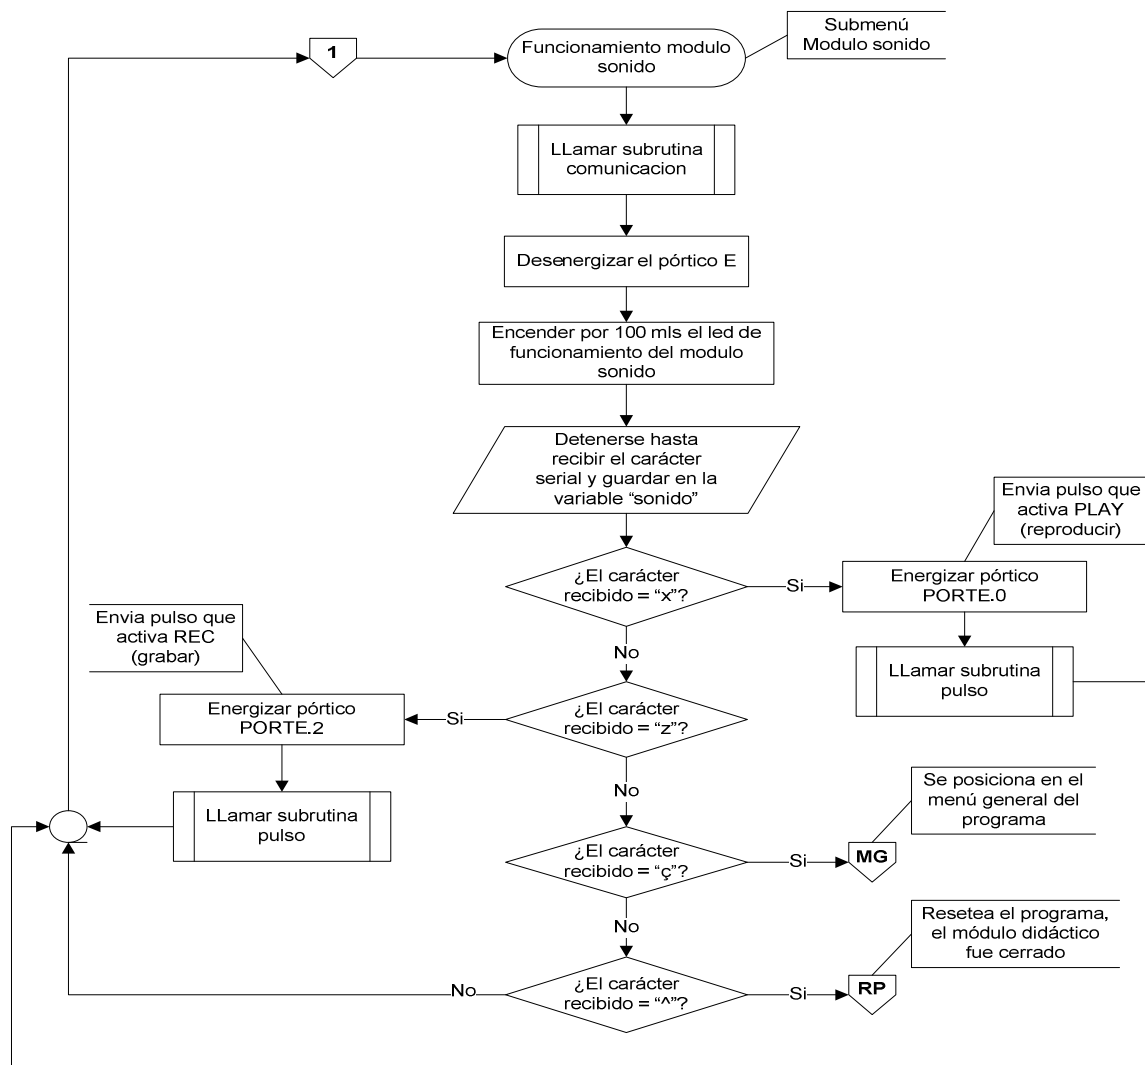 1
Funcionamiento modulo
sonido
Submenú
Modulo sonido
LLamar subrutina
comunicacion
Desenergizar el pórtico E
Encender por 100 mls el led de
funcionamiento del modulo
sonido
Detenerse hasta
recibir el carácter
serial y guardar en la
variable “sonido”
Envia pulso que
activa PLAY
(reproducir)
¿El carácter
recibido = “x”?
Si
Energizar pórtico
PORTE.0
No
LLamar subrutina
pulso
Envia pulso que
activa REC
(grabar)
¿El carácter
recibido = “z”?
Si
Energizar pórtico
PORTE.2
No
LLamar subrutina
pulso
Se posiciona en el
menú general del
programa
¿El carácter
recibido = “ç”?
Si
MG
No
Resetea el programa,
el módulo didáctico
fue cerrado
¿El carácter
recibido = “^”?
Si
RP
No